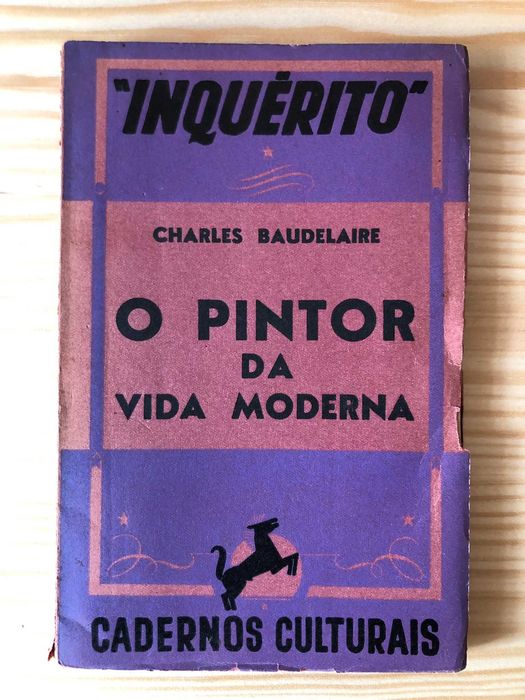 "INQUÉRITO"
CHARLES BAUDELAIRE
O PINTOR
DA
VIDA MODERNA
CADERNOS CULTURAIS